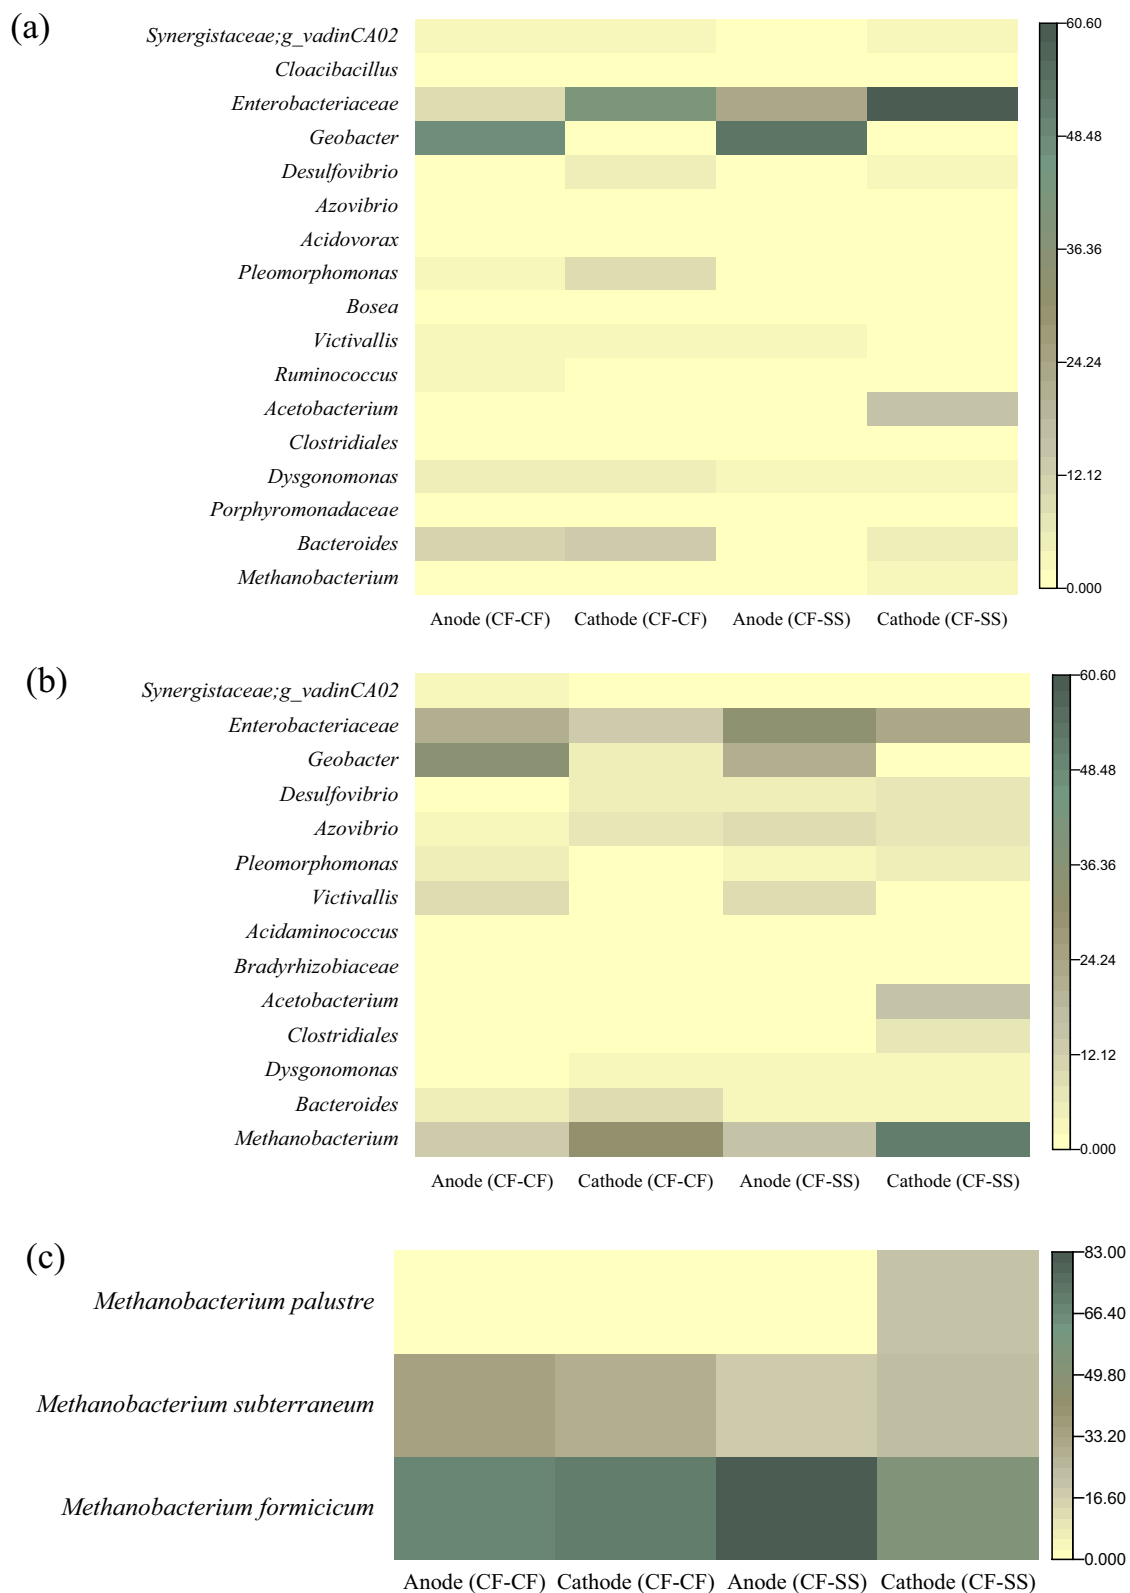 (a)
Synergistaceae;g_vadinCA02
Cloacibacillus
Enterobacteriaceae
Geobacter
Desulfovibrio
Azovibrio
Acidovorax
Pleomorphomonas
Bosea
Victivallis
Ruminococcus
Acetobacterium
Clostridiales
Dysgonomonas
Porphyromonadaceae
Bacteroides
Methanobacterium
Anode (CF-CF) Cathode (CF-CF) Anode (CF-SS) Cathode (CF-SS)
60.60
48.48
36.36
24.24
12.12
0.000
(b)
Synergistaceae;g_vadinCA02
Enterobacteriaceae
Geobacter
Desulfovibrio
Azovibrio
Pleomorphomonas
Victivallis
Acidaminococcus
Bradyrhizobiaceae
Acetobacterium
Clostridiales
Dysgonomonas
Bacteroides
Methanobacterium
Anode (CF-CF) Cathode (CF-CF) Anode (CF-SS) Cathode (CF-SS)
60.60
48.48
36.36
24.24
12.12
0.000
(c)
Methanobacterium palustre
Methanobacterium subterraneum
Methanobacterium formicicum
Anode (CF-CF) Cathode (CF-CF) Anode (CF-SS) Cathode (CF-SS)
83.00
66.40
49.80
33.20
16.60
0.000